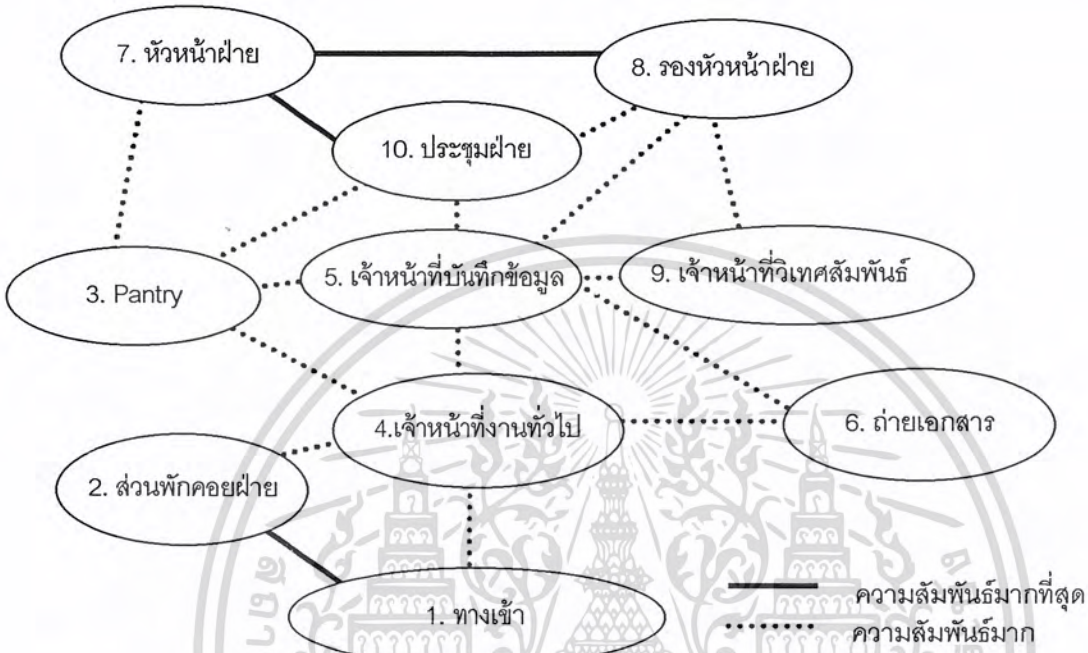 7. หัวหน้าฝ่าย
8. รองหัวหน้าฝ่าย
10. ประชุมฝ่าย
3. Pantry
5. เจ้าหน้าที่บันทึกข้อมูล
9. เจ้าหน้าที่วิเทศสัมพันธ์
4.เจ้าหน้าที่งานทั่วไป
6. ถ่ายเอกสาร
2. ส่วนพักคอยฝ่าย
1. ทางเข้า
ความสัมพันธ์มากที่สุด
ความสัมพันธ์มาก